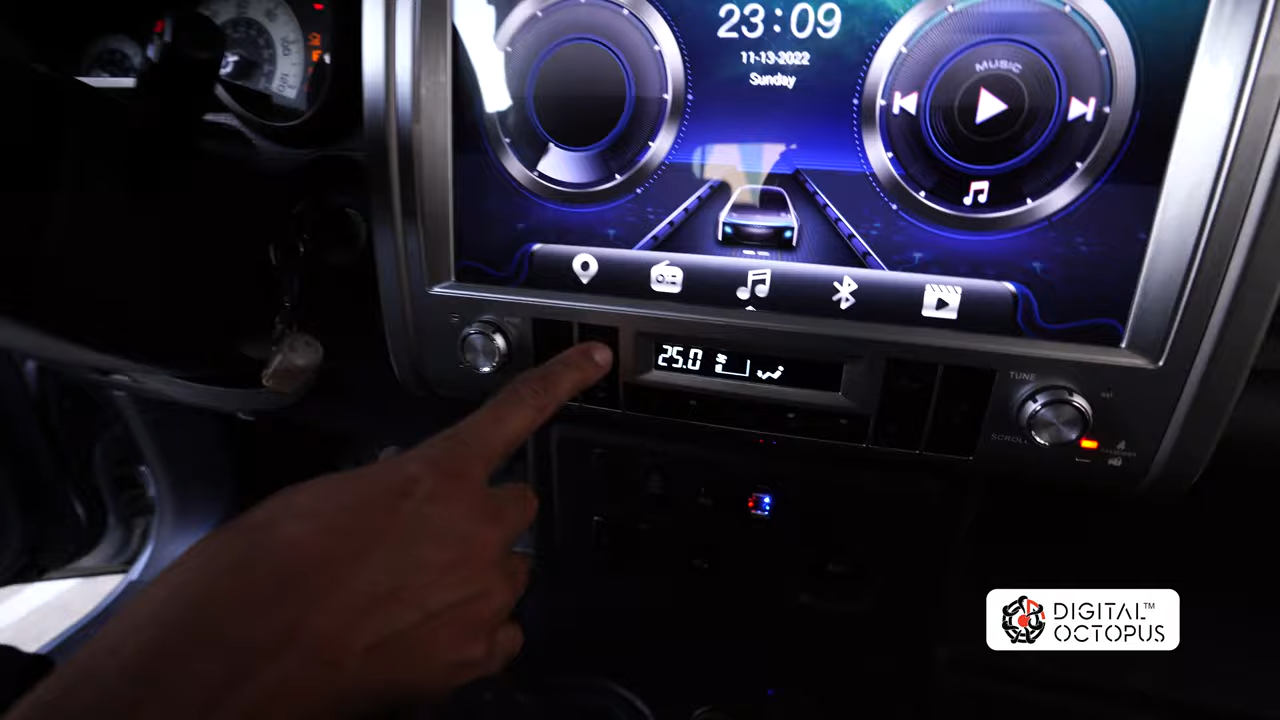 23:09
11-13-2022
Sunday
MUSIC
25.0
TUNE
SCROLL
DIGITAL™
OCTOPUS